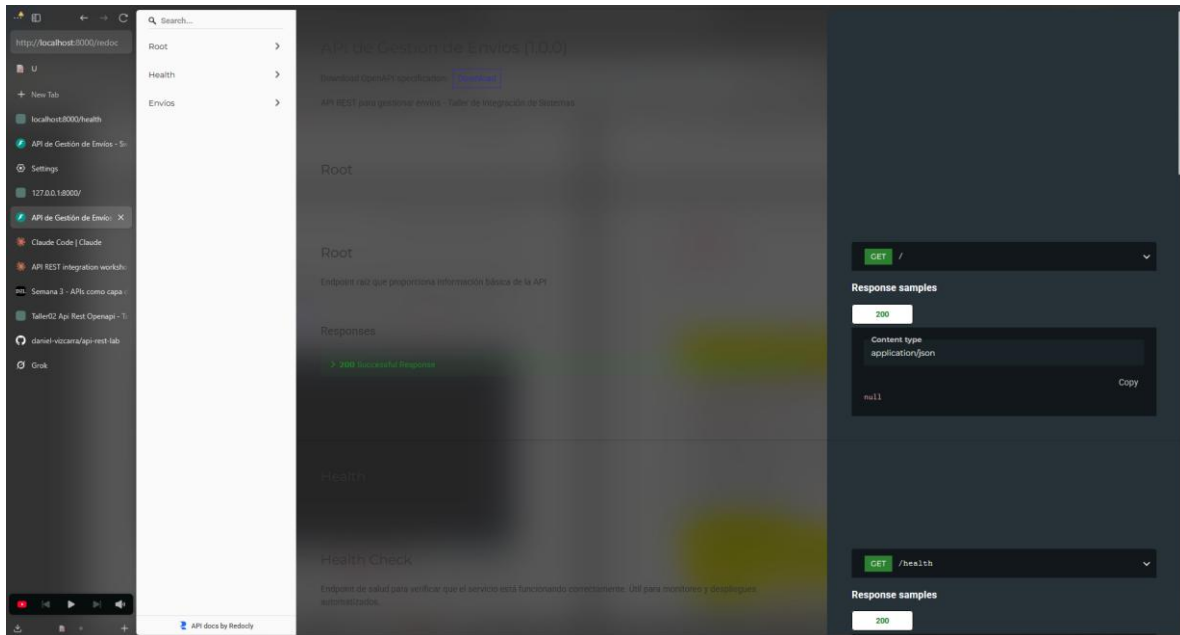 http://localhost:8000/redoc
U
New Tab
localhost:8000/health
API de Gestión de Envíos - Sw
Settings
127.0.0.1:8000/
API de Gestión de Envíos
Claude Code | Claude
API REST integration worksho
Semana 3 - APIs como capa d
Taller02 Api Rest Openapi - T
daniel-vizcarra/api-rest-lab
Grok
Search...
Root
Health
Envios
API docs by Redocly
API de Gestión de Envíos (1.0.0)
Download OpenAPI specification: Download
API REST para gestionar envíos - Taller de Integración de Sistemas
Root
Root
Endpoint raíz que proporciona información básica de la API
Responses
200 Successful Response
Health
Health Check
Endpoint de salud para verificar que el servicio está funcionando correctamente. Útil para monitoreo y despliegues
automatizados.
GET /
Response samples
200
Content type
application/json
Copy
null
GET /health
Response samples
200